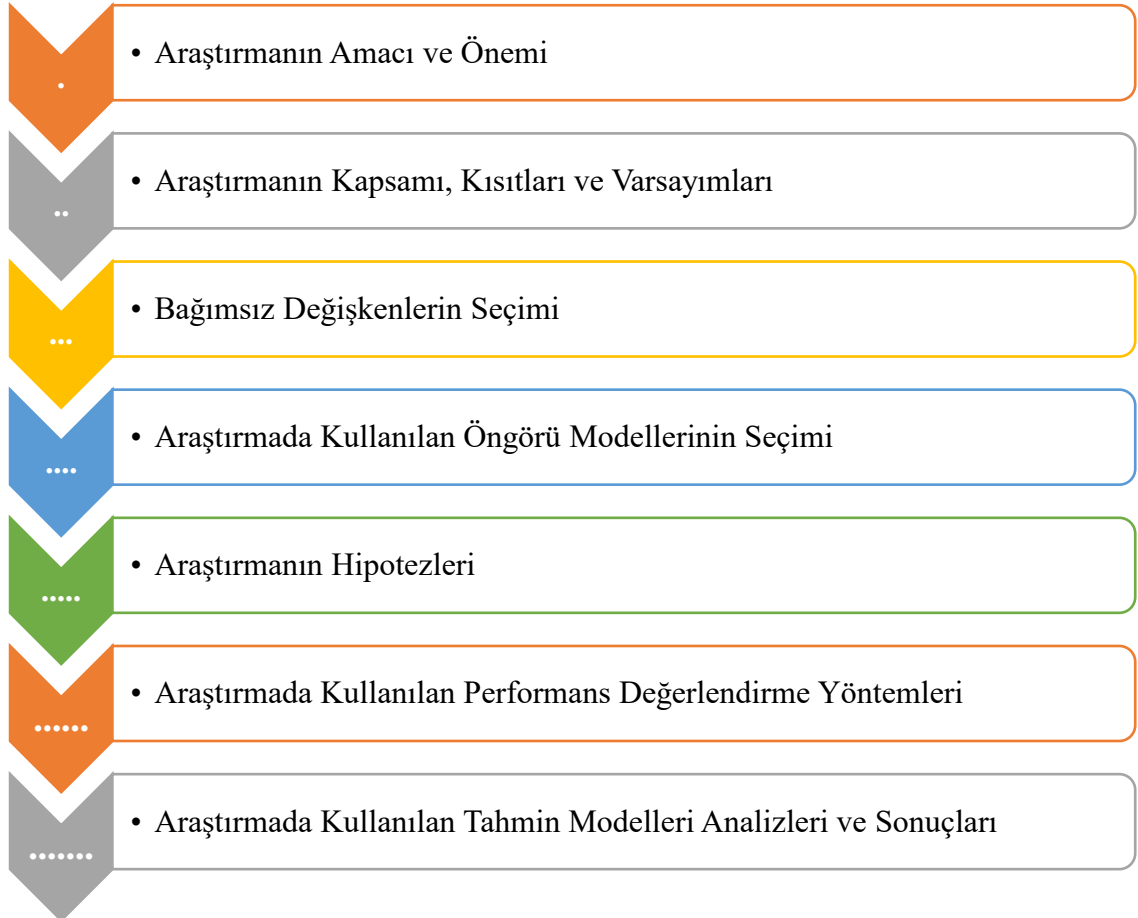 • Araştırmanın Amacı ve Önemi
• Araştırmanın Kapsamı, Kısıtları ve Varsayımları
• Bağımsız Değişkenlerin Seçimi
• Araştırmada Kullanılan Öngörü Modellerinin Seçimi
• Araştırmanın Hipotezleri
• Araştırmada Kullanılan Performans Değerlendirme Yöntemleri
• Araştırmada Kullanılan Tahmin Modelleri Analizleri ve Sonuçları